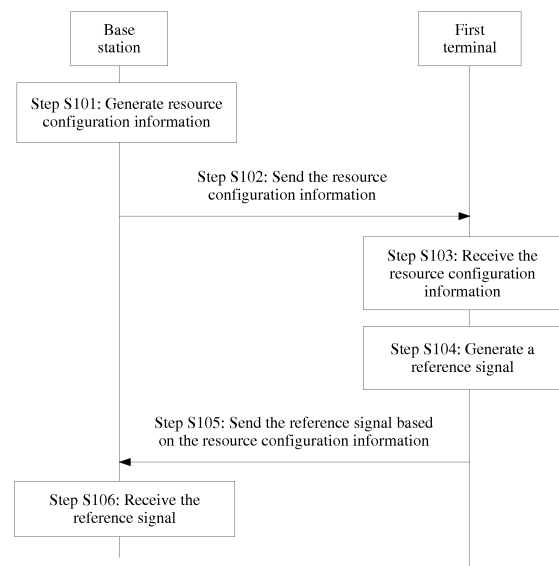 Base
station
First
terminal
Step S101: Generate resource
configuration information
Step S102: Send the resource
configuration information
Step S103: Receive the
resource configuration
information
Step S104: Generate a
reference signal
Step S105: Send the reference signal based
on the resource configuration information
Step S106: Receive the
reference signal